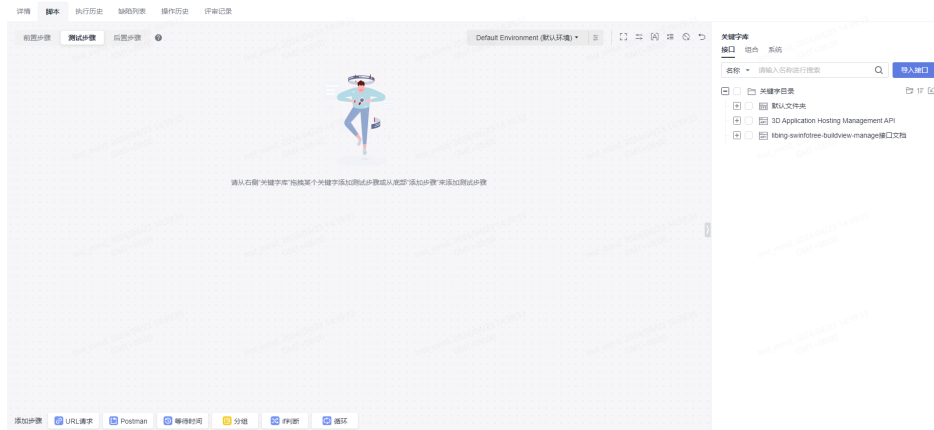 详情 脚本 执行历史 缺陷列表 操作历史 评审记录
前置步骤 测试步骤 后置步骤
Default Environment (默认环境)
关键字库
接口 组合 系统
名称 请输入名称进行搜索 导入接口
关键字目录
默认文件夹
3D Application Hosting Management API
libing-swinfotree-buildview-manage接口文档
请从右侧“关键字库”拖拽某个关键字添加测试步骤或从底部“添加步骤”来添加测试步骤
添加步骤 URL请求 Postman 等待时间 分组 if判断 循环